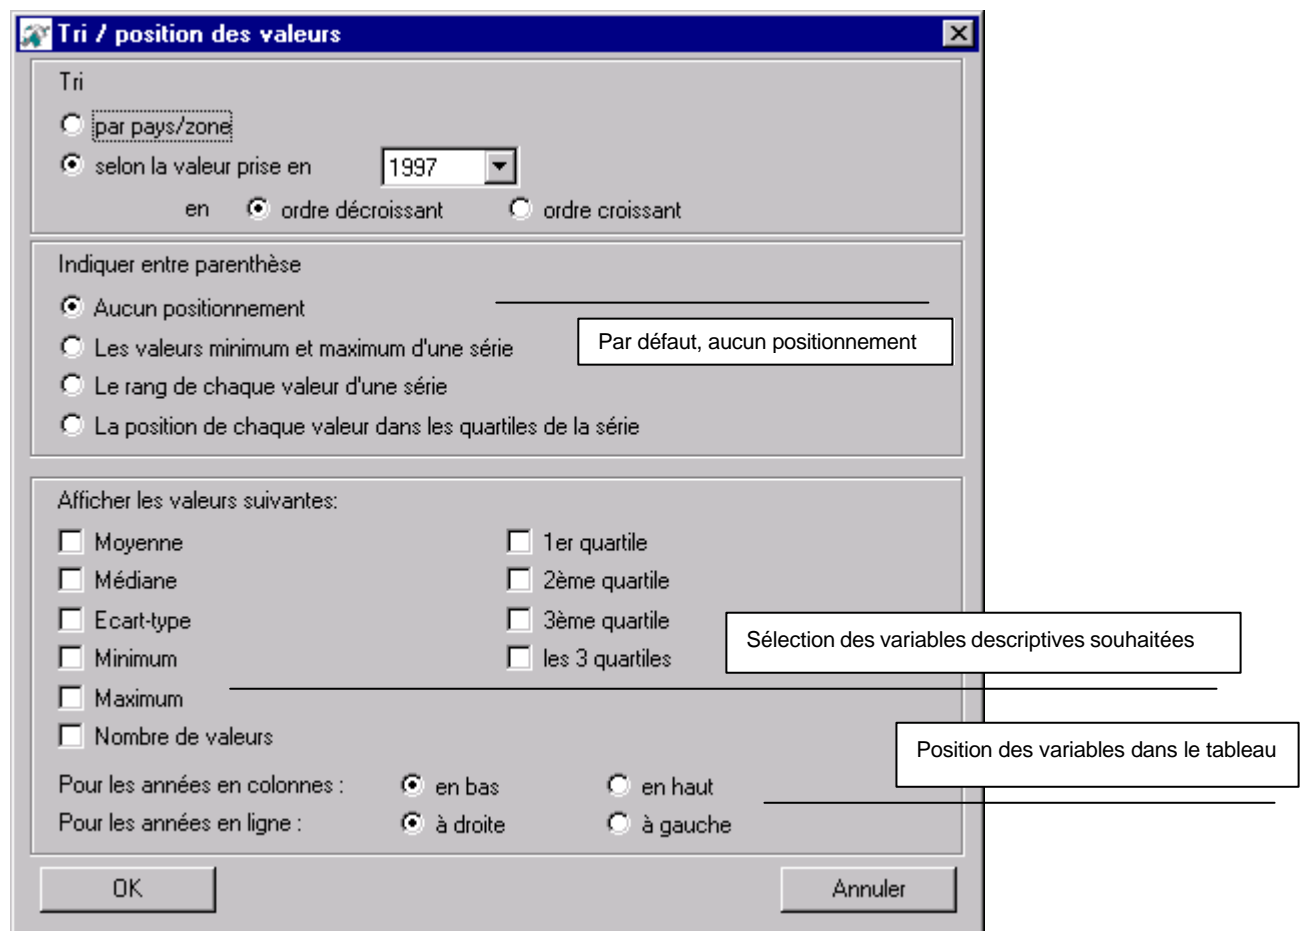 Tri / position des valeurs
Tri
par pays/zone
selon la valeur prise en 1997
en ordre décroissant ordre croissant
Indiquer entre parenthèse
Aucun positionnement
Par défaut, aucun positionnement
Les valeurs minimum et maximum d'une série
Le rang de chaque valeur d'une série
La position de chaque valeur dans les quartiles de la série
Afficher les valeurs suivantes:
Moyenne 1er quartile
Médiane 2ème quartile
Ecart-type 3ème quartile
Sélection des variables descriptives souhaitées
Minimum les 3 quartiles
Maximum
Nombre de valeurs
Position des variables dans le tableau
Pour les années en colonnes : en bas en haut
Pour les années en ligne : à droite à gauche
OK Annuler